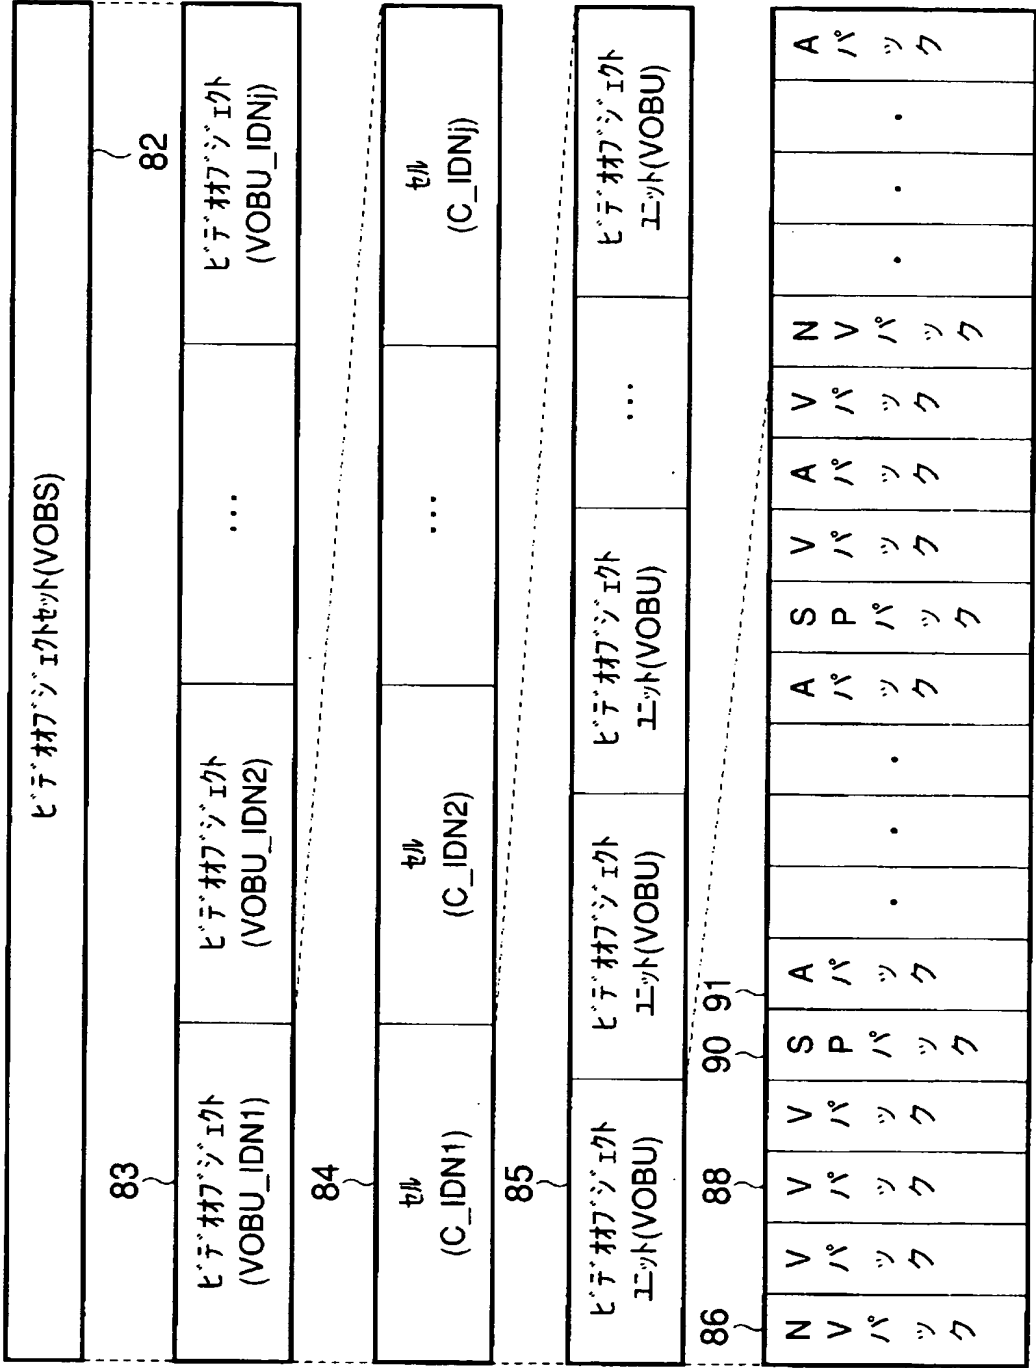 ビデオオブジェクトセット(VOBS)
82
83
ビデオオブジェクト
(VOBU_IDN1)
ビデオオブジェクト
(VOBU_IDN2)
...
ビデオオブジェクト
(VOBU_IDNj)
84
セル
(C_IDN1)
セル
(C_IDN2)
...
セル
(C_IDNj)
85
ビデオオブジェクト
ユニット(VOBU)
ビデオオブジェクト
ユニット(VOBU)
ビデオオブジェクト
ユニット(VOBU)
...
ビデオオブジェクト
ユニット(VOBU)
86
88
90
91
NVパック
Vパック
Vパック
Vパック
SPパック
Aパック
・
・
・
Aパック
SPパック
Vパック
Aパック
Vパック
NVパック
・
・
・
Aパック